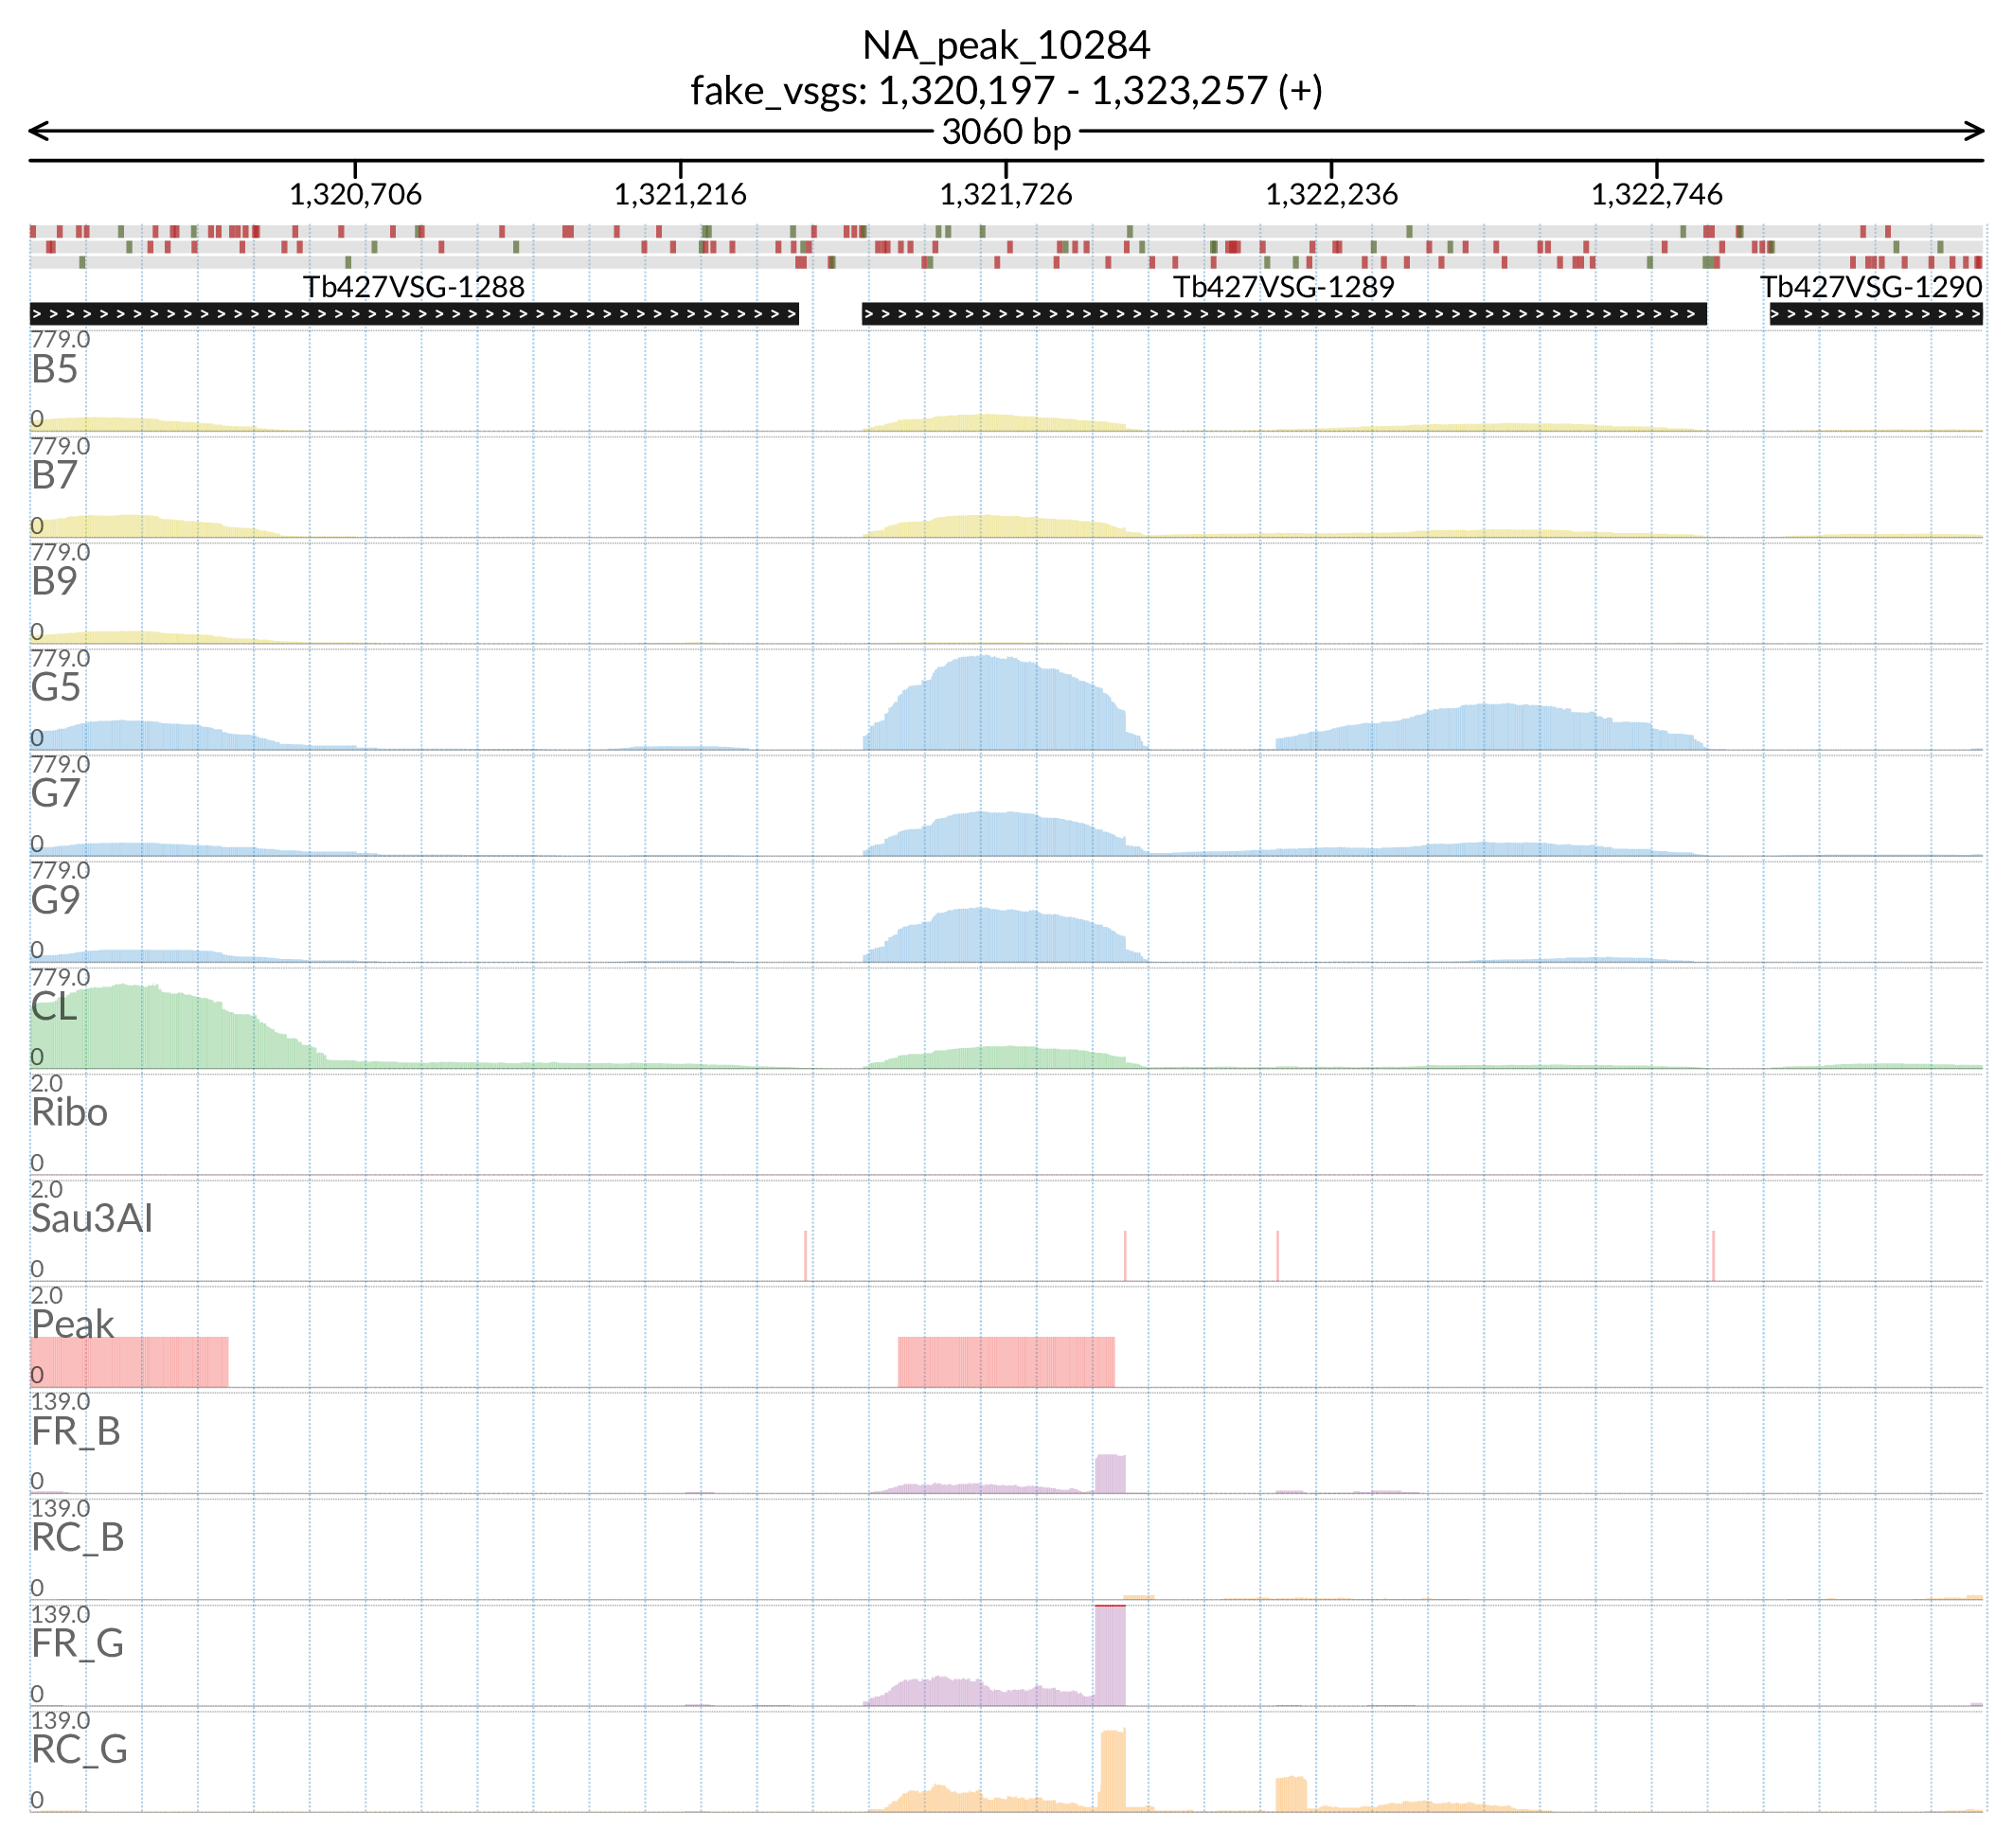 NA_peak_10284
fake_vsgs: 1,320,197 - 1,323,257 (+)
3060 bp
1,320,706 1,321,216 1,321,726 1,322,236 1,322,746
Tb427VSG-1288 Tb427VSG-1289 Tb427VSG-1290
779.0
B5
0
779.0
B7
0
779.0
B9
0
779.0
G5
0
779.0
G7
0
779.0
G9
0
779.0
CL
0
2.0
Ribo
0
2.0
Sau3AI
0
2.0
Peak
0
139.0
FR_B
0
139.0
RC_B
0
139.0
FR_G
0
139.0
RC_G
0